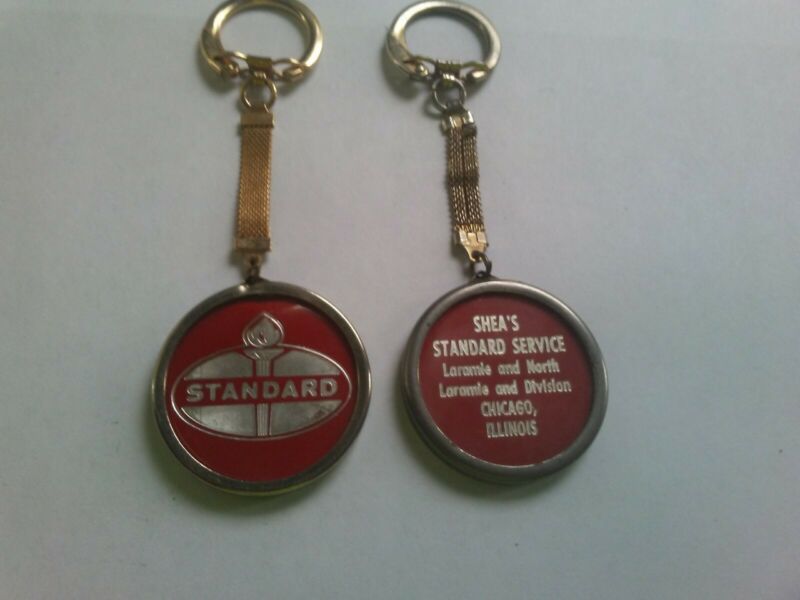 STANDARD
SHEA'S
STANDARD SERVICE
Laramie and North
Laramie and Division
CHICAGO,
ILLINOIS